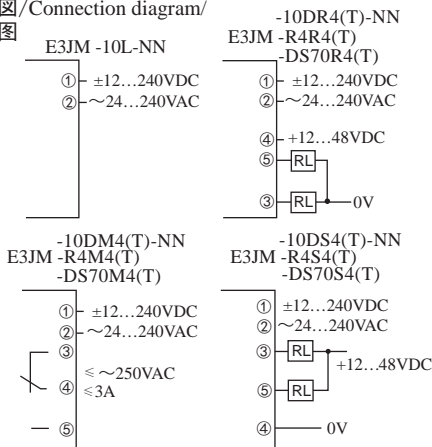 図/Connection diagram/
图
E3JM -10L-NN
① ±12…240VDC
② ～24…240VAC
-10DR4(T)-NN
E3JM -R4R4(T)
-DS70R4(T)
① ±12…240VDC
② ～24…240VAC
④ +12…48VDC
⑤ RL
③ RL 0V
-10DM4(T)-NN
E3JM -R4M4(T)
-DS70M4(T)
① ±12…240VDC
② ～24…240VAC
③
④ ≤ ～250VAC
≤3A
⑤
-10DS4(T)-NN
E3JM -R4S4(T)
-DS70S4(T)
① ±12…240VDC
② ～24…240VAC
③ RL
+12…48VDC
⑤ RL
④ 0V